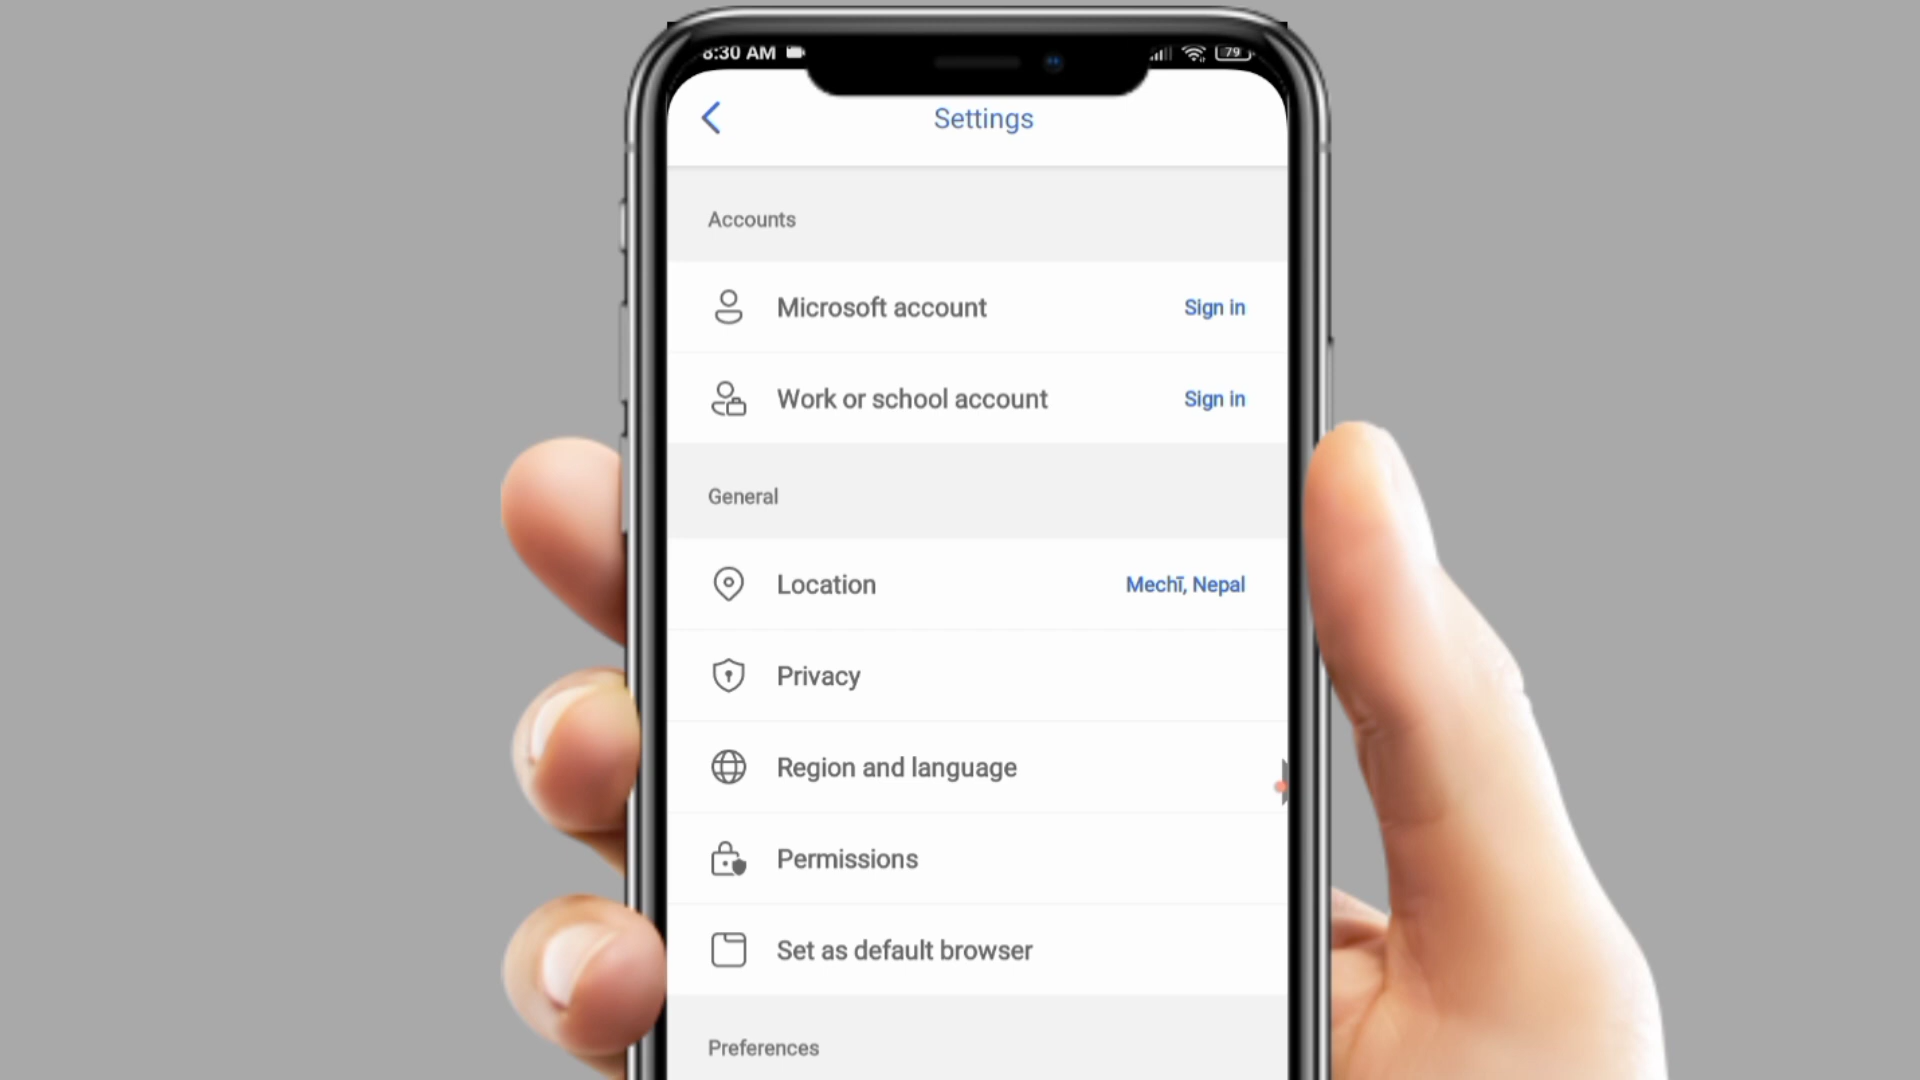 8:30 AM
79
Settings
Accounts
Microsoft account Sign in
Work or school account Sign in
General
Location Mechī, Nepal
Privacy
Region and language
Permissions
Set as default browser
Preferences